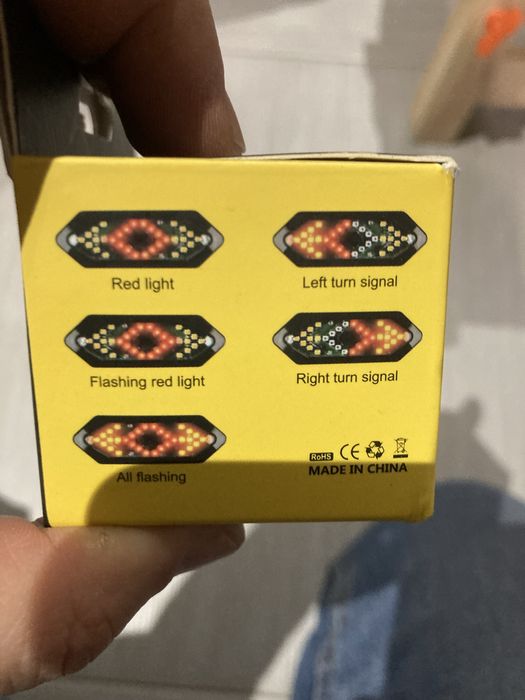 Red light
Left turn signal
Flashing red light
Right turn signal
All flashing
RoHS CE
MADE IN CHINA